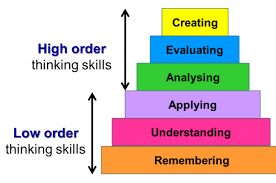 Creating
High order
thinking skills
Evaluating
Analysing
Applying
Low order
thinking skills
Understanding
Remembering